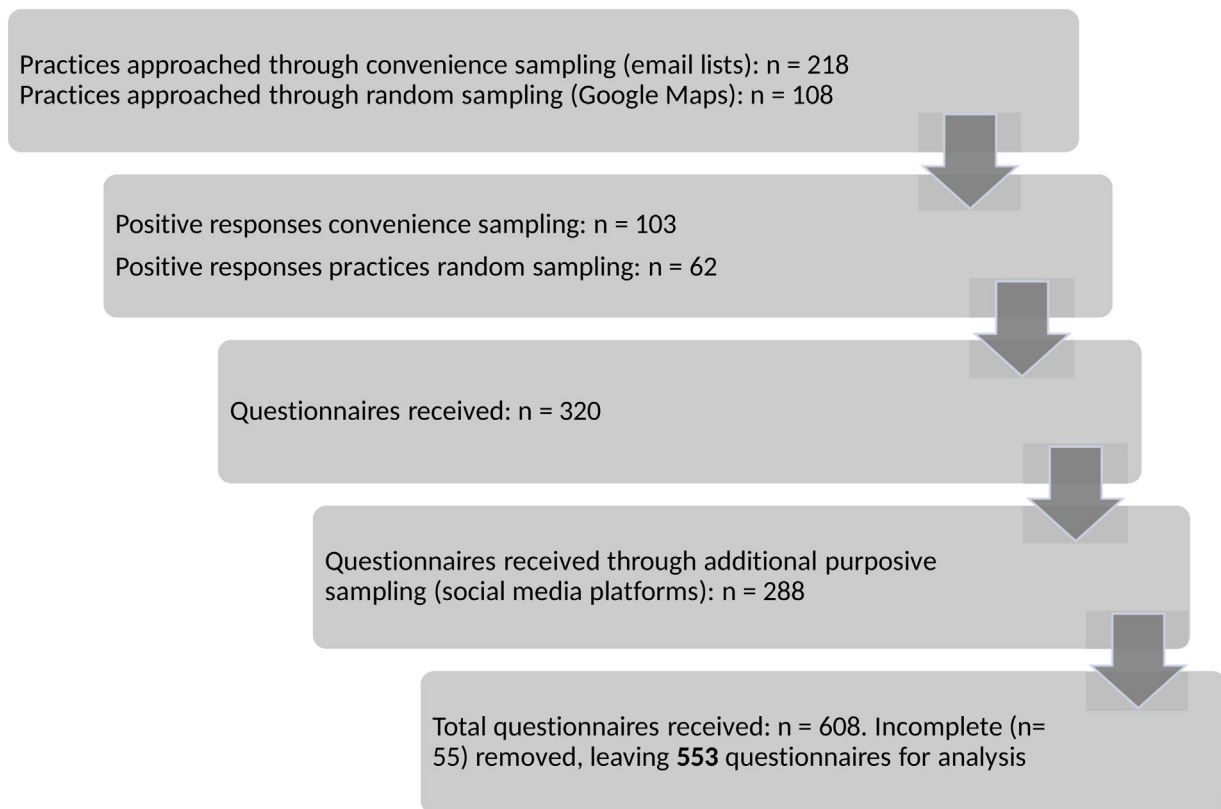 Practices approached through convenience sampling (email lists): n = 218
Practices approached through random sampling (Google Maps): n = 108
Positive responses convenience sampling: n = 103
Positive responses practices random sampling: n = 62
Questionnaires received: n = 320
Questionnaires received through additional purposive
sampling (social media platforms): n = 288
Total questionnaires received: n = 608. Incomplete (n=
55) removed, leaving 553 questionnaires for analysis